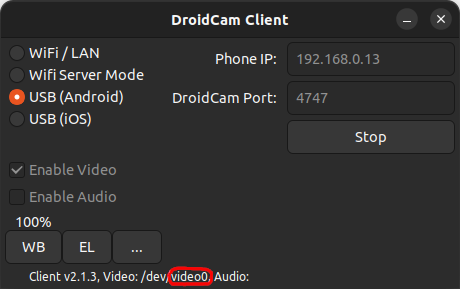 DroidCam Client
WiFi / LAN
Wifi Server Mode
USB (Android)
USB (iOS)
Phone IP: 192.168.0.13
DroidCam Port: 4747
Stop
Enable Video
Enable Audio
100%
WB EL ...
Client v2.1.3, Video: /dev/video0, Audio: